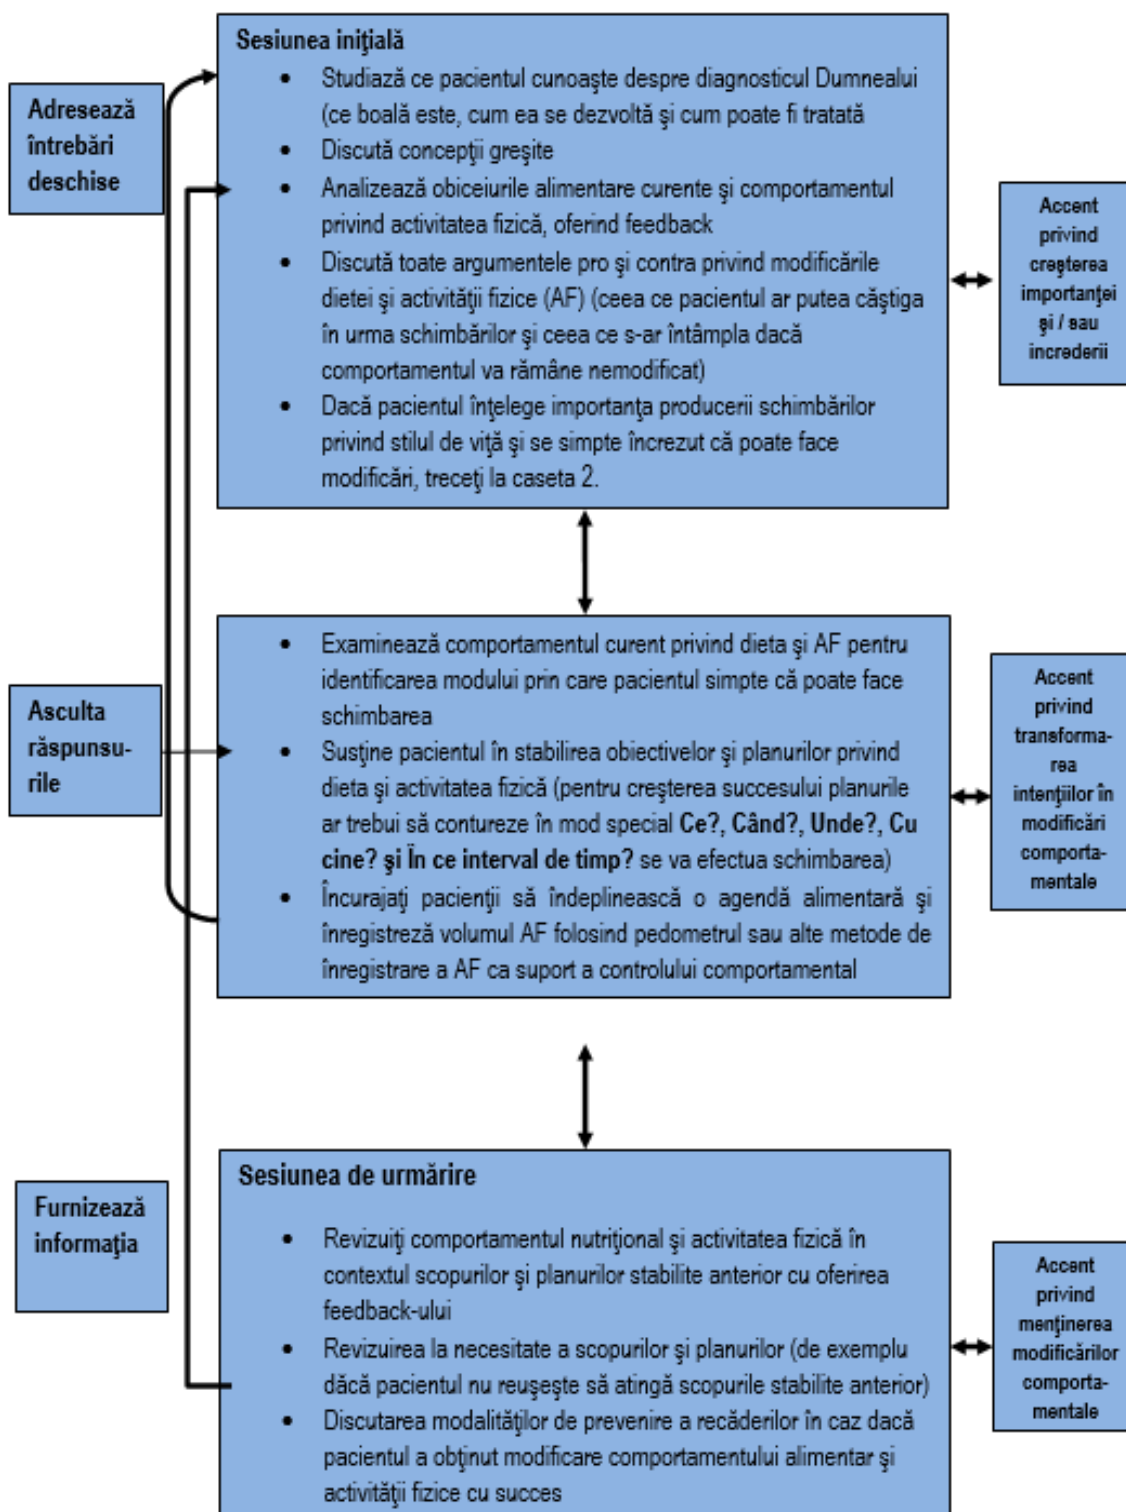 Sesiunea iniţială
• Studiază ce pacientul cunoaşte despre diagnosticul Dumnealui
(ce boală este, cum ea se dezvoltă şi cum poate fi tratată
• Discută concepţii greşite
• Analizează obiceiurile alimentare curente şi comportamentul
privind activitatea fizică, oferind feedback
• Discută toate argumentele pro şi contra privind modificările
dietei şi activităţii fizice (AF) (ceea ce pacientul ar putea căştiga
în urma schimbărilor şi ceea ce s-ar întâmpla dacă
comportamentul va rămâne nemodificat)
• Dacă pacientul înţelege importanţa producerii schimbărilor
privind stilul de viţă şi se simpte încrezut că poate face
modificări, treceţi la caseta 2.
Adresează
întrebări
deschise
Accent
privind
creşterea
importanţei
şi / sau
increderii
• Examinează comportamentul curent privind dieta şi AF pentru
identificarea modului prin care pacientul simpte că poate face
schimbarea
• Susţine pacientul în stabilirea obiectivelor şi planurilor privind
dieta şi activitatea fizică (pentru creşterea succesului planurile
ar trebui să contureze în mod special Ce?, Când?, Unde?, Cu
cine? şi În ce interval de timp? se va efectua schimbarea)
• Încurajaţi pacienţii să îndeplinească o agendă alimentară şi
înregistreză volumul AF folosind pedometrul sau alte metode de
înregistrare a AF ca suport a controlului comportamental
Asculta
răspunsu-
rile
Accent
privind
transforma-
rea
intenţiilor în
modificări
comporta-
mentale
Sesiunea de urmărire
• Revizuiţi comportamentul nutriţional şi activitatea fizică în
contextul scopurilor şi planurilor stabilite anterior cu oferirea
feedback-ului
• Revizuirea la necesitate a scopurilor şi planurilor (de exemplu
dăcă pacientul nu reuşeşte să atingă scopurile stabilite anterior)
• Discutarea modalităţilor de prevenire a recăderilor în caz dacă
pacientul a obţinut modificare comportamentului alimentar şi
activităţii fizice cu succes
Furnizează
informaţia
Accent
privind
menţinerea
modificărilor
comporta-
mentale